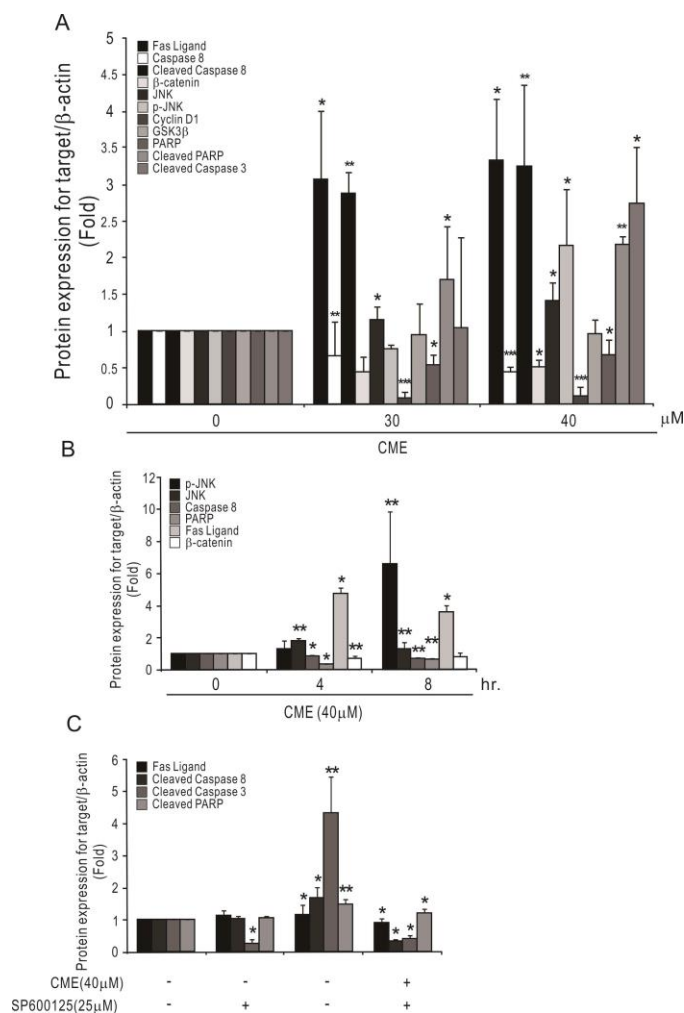 A
5
4.5
4
3.5
3
2.5
2
1.5
1
0.5
0
Protein expression for target/β-actin
(Fold)
Fas Ligand
Caspase 8
Cleaved Caspase 8
β-catenin
JNK
p-JNK
Cyclin D1
GSK3β
PARP
Cleaved PARP
Cleaved Caspase 3
* ** ** * *** * *
* ** *** * * * *** * ** *
0 30 40 μM
CME
B
12
10
8
6
4
2
0
Protein expression for target/β-actin
(Fold)
p-JNK
JNK
Caspase 8
PARP
Fas Ligand
β-catenin
** * * * **
** ** ** ** *
0 4 8 hr.
CME (40μM)
C
6
5
4
3
2
1
0
Protein expression for target/β-actin
(Fold)
Fas Ligand
Cleaved Caspase 8
Cleaved Caspase 3
Cleaved PARP
*
* * ** **
* * * *
CME(40μM) - - - +
SP600125(25μM) - + - +